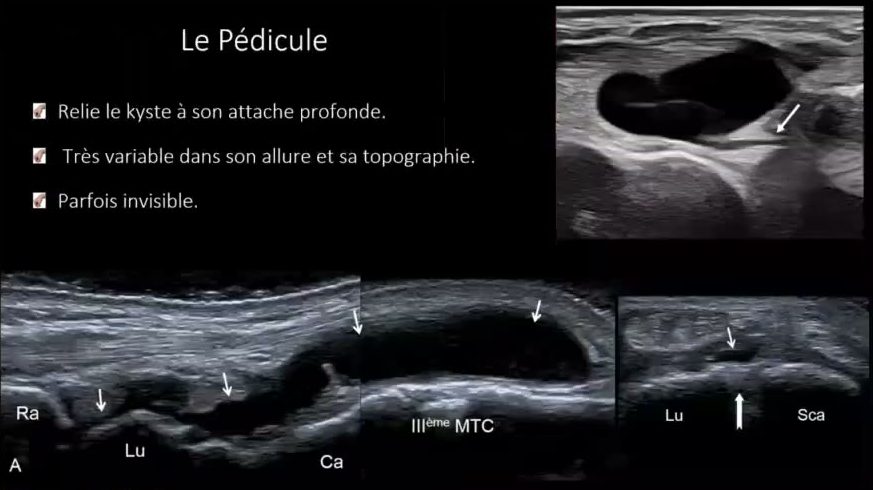 Le Pédicule
Relie le kyste à son attache profonde.
Très variable dans son allure et sa topographie.
Parfois invisible.
Ra
Lu
Ca
A
IIIème MTC
Lu
Sca